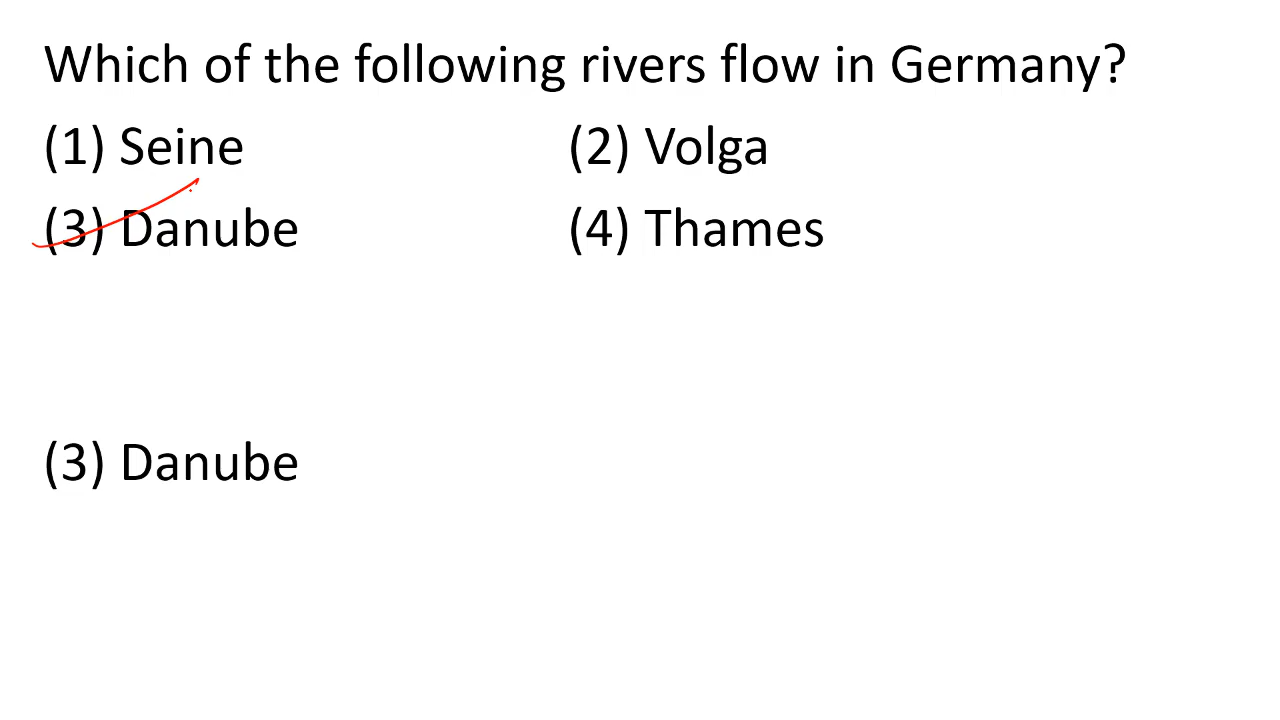 Which of the following rivers flow in Germany?
(1) Seine (2) Volga
(3) Danube (4) Thames
(3) Danube